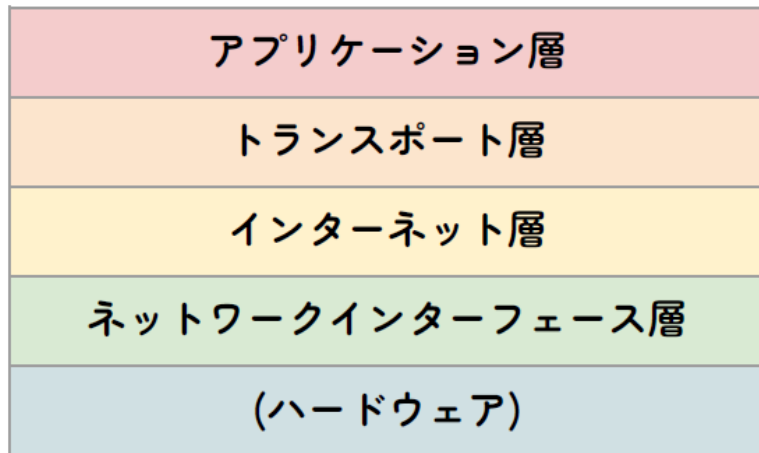 アプリケーション層
トランスポート層
インターネット層
ネットワークインターフェース層
(ハードウェア)